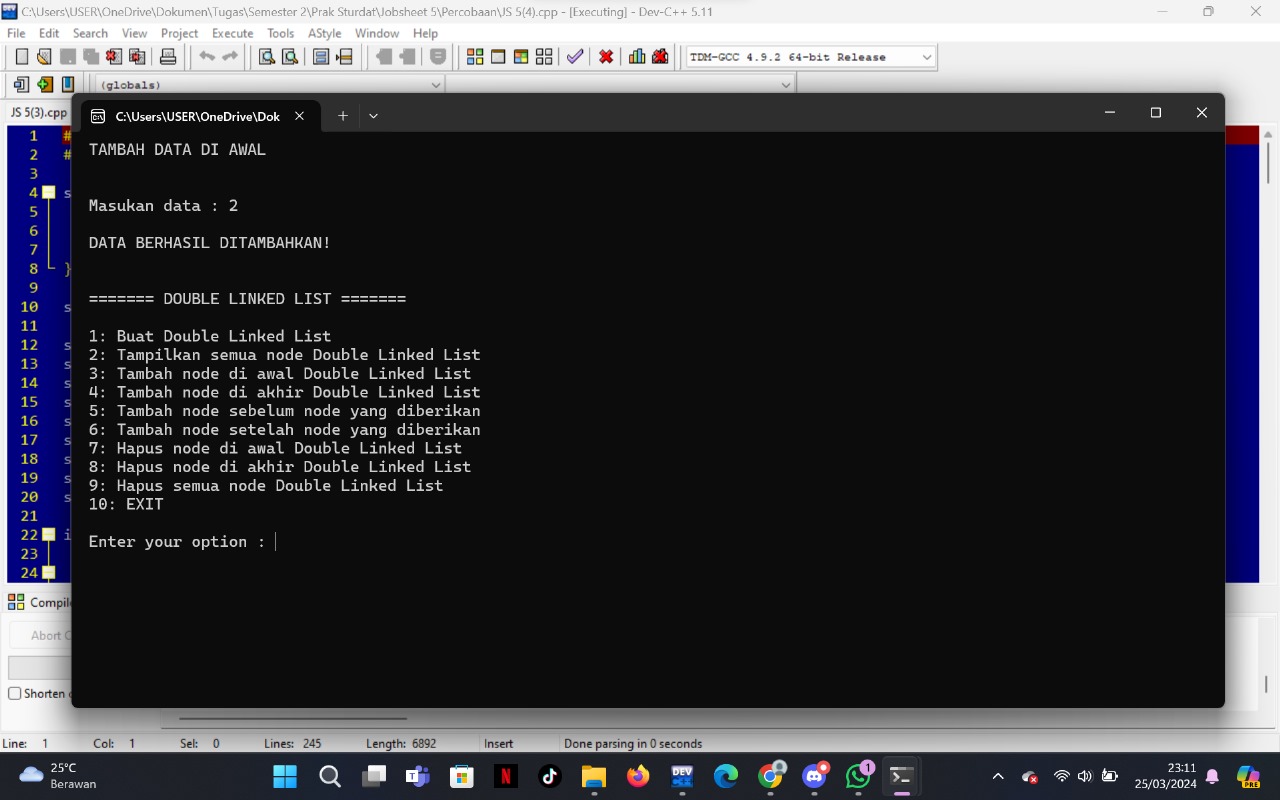 C:\Users\USER\OneDrive\Dokumen\Tugas\Semester 2\Prak Sturdat\Jobsheet 5\Percobaan\JS 5(4).cpp - [Executing] - Dev-C++ 5.11
File Edit Search View Project Execute Tools AStyle Window Help
TDM-GCC 4.9.2 64-bit Release
(globals)
JS 5(3).cpp
C:\Users\USER\OneDrive\Dok
TAMBAH DATA DI AWAL
Masukan data : 2
DATA BERHASIL DITAMBAHKAN!
======= DOUBLE LINKED LIST =======
1: Buat Double Linked List
2: Tampilkan semua node Double Linked List
3: Tambah node di awal Double Linked List
4: Tambah node di akhir Double Linked List
5: Tambah node sebelum node yang diberikan
6: Tambah node setelah node yang diberikan
7: Hapus node di awal Double Linked List
8: Hapus node di akhir Double Linked List
9: Hapus semua node Double Linked List
10: EXIT
Enter your option :
1 #
2 #
3
4 s
5
6
7
8 }
9
10 s
11
12 s
13 s
14 s
15 s
16 s
17 s
18 s
19 s
20 s
21
22 i
23
24
Compile
Abort C
Shorten
Line: 1 Col: 1 Sel: 0 Lines: 245 Length: 6892 Insert Done parsing in 0 seconds
25°C
Berawan
DEV
1
PRE
23:11
25/03/2024